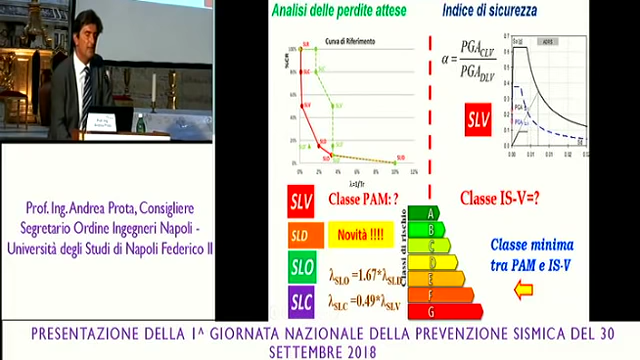 Analisi delle perdite attese
Indice di sicurezza
Curva di Riferimento
α = PGA_CLV
PGA_DLV
SLV
λ=1/Tr
SLV
Classe PAM: ?
Classe IS-V=?
SLD
Novità !!!!
SLO
λ_SLO =1.67*λ_SLD
SLC
λ_SLC =0.49*λ_SLV
Classi di rischio
A
B
C
D
E
F
G
Classe minima
tra PAM e IS-V
Prof. Ing. Andrea Prota, Consigliere
Segretario Ordine Ingegneri Napoli -
Università degli Studi di Napoli Federico II
PRESENTAZIONE DELLA 1^ GIORNATA NAZIONALE DELLA PREVENZIONE SISMICA DEL 30
SETTEMBRE 2018